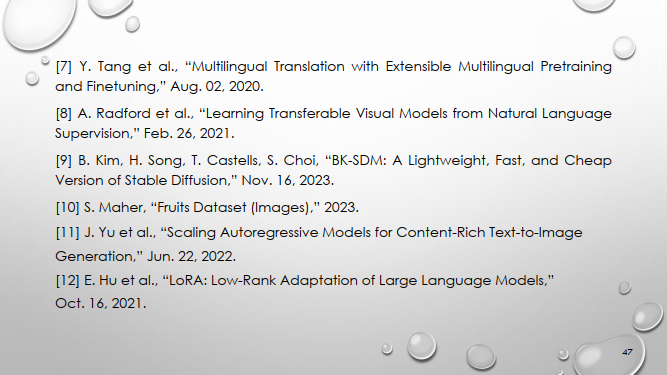 [7] Y. Tang et al., “Multilingual Translation with Extensible Multilingual Pretraining
and Finetuning,” Aug. 02, 2020.
[8] A. Radford et al., “Learning Transferable Visual Models from Natural Language
Supervision,” Feb. 26, 2021.
[9] B. Kim, H. Song, T. Castells, S. Choi, “BK-SDM: A Lightweight, Fast, and Cheap
Version of Stable Diffusion,” Nov. 16, 2023.
[10] S. Maher, “Fruits Dataset (Images),” 2023.
[11] J. Yu et al., “Scaling Autoregressive Models for Content-Rich Text-to-Image
Generation,” Jun. 22, 2022.
[12] E. Hu et al., “LoRA: Low-Rank Adaptation of Large Language Models,”
Oct. 16, 2021.
47